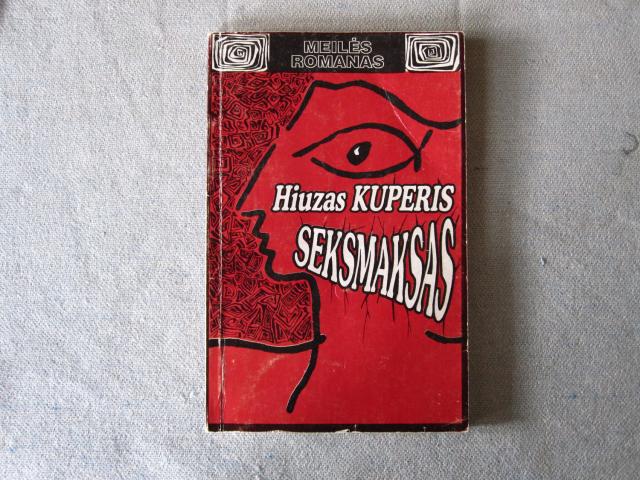 MEILĖS
ROMANAS
Hiuzas KUPERIS
SEKSMAKSAS